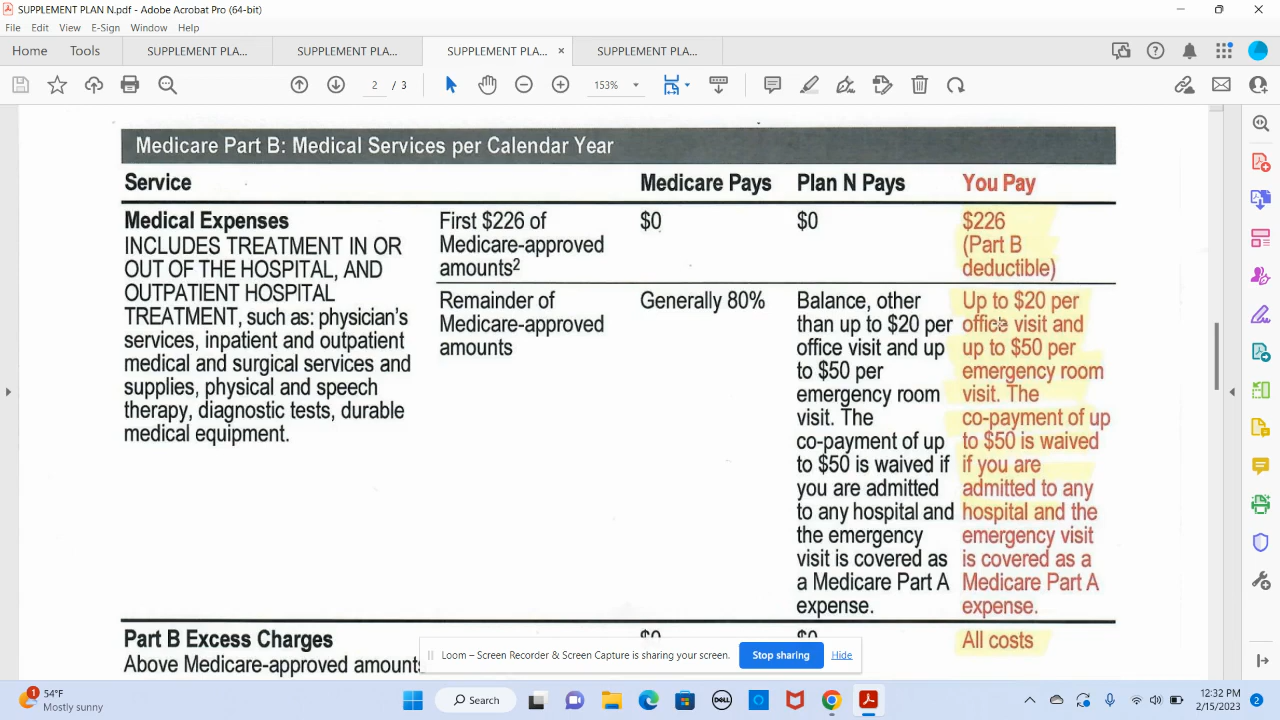 SUPPLEMENT PLAN N.pdf - Adobe Acrobat Pro (64-bit)
File Edit View E-Sign Window Help
Home Tools SUPPLEMENT PLA... SUPPLEMENT PLA... SUPPLEMENT PLA... × SUPPLEMENT PLA...
2 / 3 153%
Medicare Part B: Medical Services per Calendar Year
Service Medicare Pays Plan N Pays You Pay
Medical Expenses
INCLUDES TREATMENT IN OR
OUT OF THE HOSPITAL, AND
OUTPATIENT HOSPITAL
TREATMENT, such as: physician's
services, inpatient and outpatient
medical and surgical services and
supplies, physical and speech
therapy, diagnostic tests, durable
medical equipment.
First $226 of
Medicare-approved
amounts²
$0
$0
$226
(Part B
deductible)
Remainder of
Medicare-approved
amounts
Generally 80%
Balance, other
than up to $20 per
office visit and up
to $50 per
emergency room
visit. The
co-payment of up
to $50 is waived if
you are admitted
to any hospital and
the emergency
visit is covered as
a Medicare Part A
expense.
Up to $20 per
office visit and
up to $50 per
emergency room
visit. The
co-payment of up
to $50 is waived
if you are
admitted to any
hospital and the
emergency visit
is covered as a
Medicare Part A
expense.
Part B Excess Charges
Above Medicare-approved amounts
$0
$0
All costs
Loom – Screen Recorder & Screen Capture is sharing your screen. Stop sharing Hide
1
54°F
Mostly sunny
Search
DELL
12:32 PM
2/15/2023
2